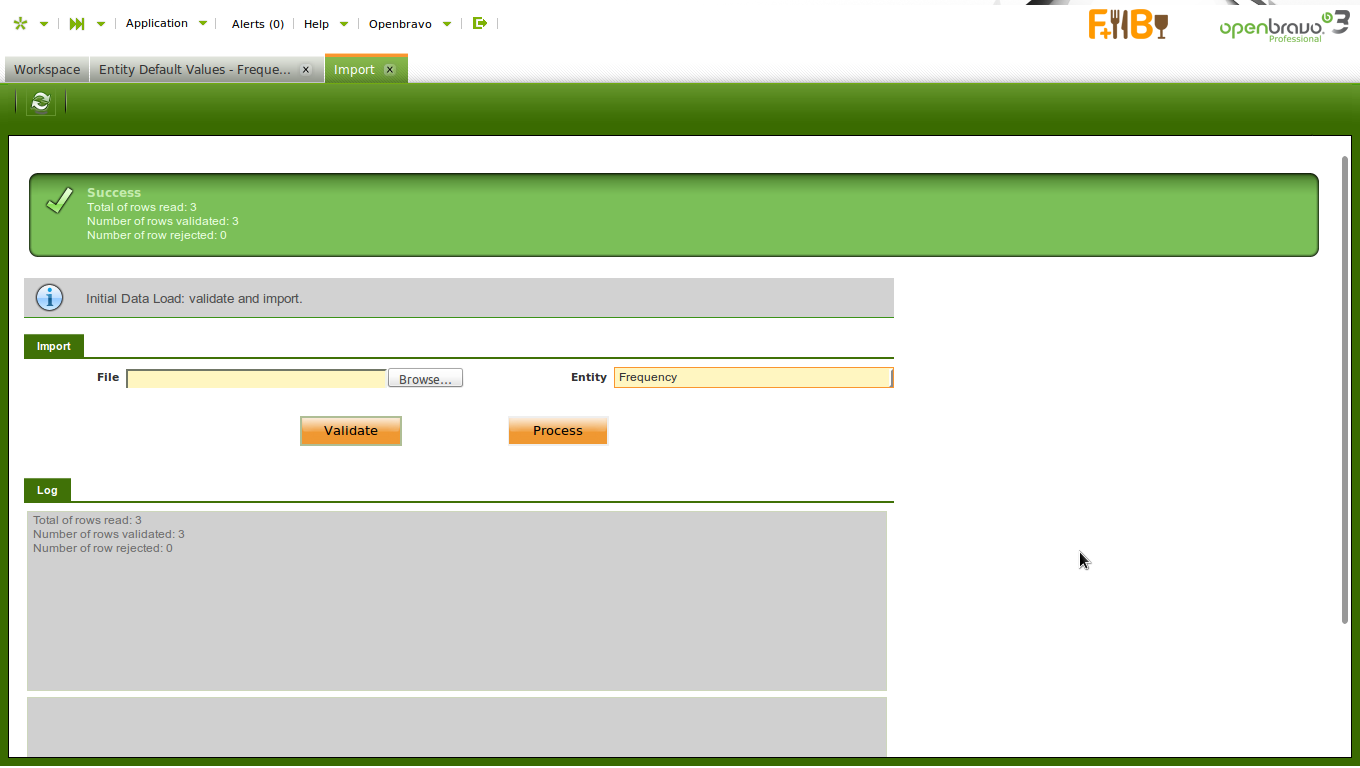 Application
Alerts (0)
Help
Openbravo
F+B
openbravo 3
Professional
Workspace
Entity Default Values - Freque...
Import
Success
Total of rows read: 3
Number of rows validated: 3
Number of row rejected: 0
Initial Data Load: validate and import.
Import
File
Browse...
Entity
Frequency
Validate
Process
Log
Total of rows read: 3
Number of rows validated: 3
Number of row rejected: 0